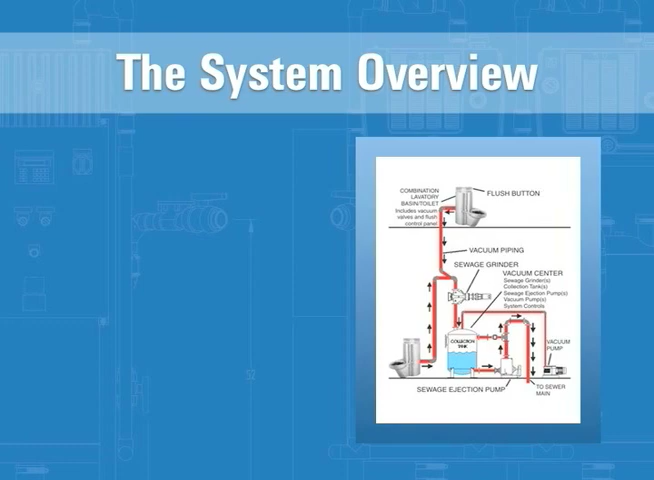 The System Overview
COMBINATION
LAVATORY
BASIN/TOILET
Includes vacuum
valves and flush
control panel
FLUSH BUTTON
VACUUM PIPING
SEWAGE GRINDER
VACUUM CENTER
Sewage Grinder(s)
Collection Tank(s)
Sewage Ejection Pump(s)
Vacuum Pump(s)
System Controls
COLLECTION
TANK
VACUUM
PUMP
SEWAGE EJECTION PUMP
TO SEWER
MAIN